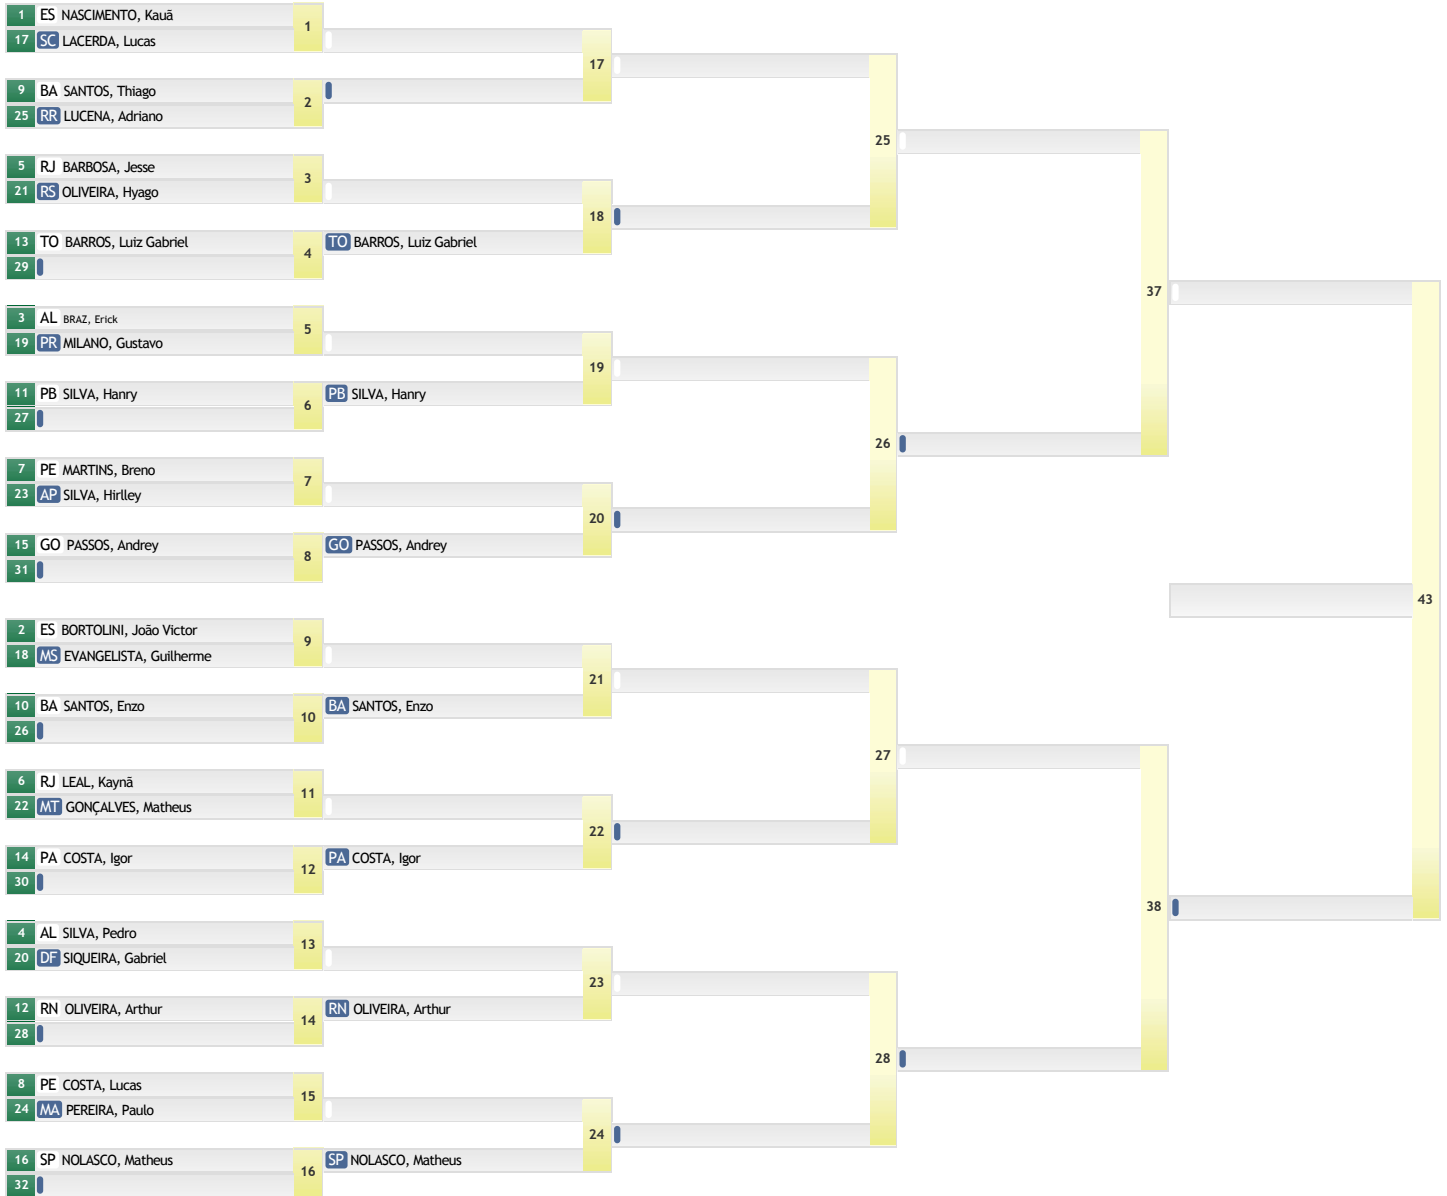 1 ES NASCIMENTO, Kauã
1
17 SC LACERDA, Lucas
17
9 BA SANTOS, Thiago
2
25 RR LUCENA, Adriano
25
5 RJ BARBOSA, Jesse
3
21 RS OLIVEIRA, Hyago
18
13 TO BARROS, Luiz Gabriel
4
TO BARROS, Luiz Gabriel
29
37
3 AL BRAZ, Erick
5
19 PR MILANO, Gustavo
19
11 PB SILVA, Hanry
6
PB SILVA, Hanry
27
26
7 PE MARTINS, Breno
7
23 AP SILVA, Hirlley
20
15 GO PASSOS, Andrey
8
GO PASSOS, Andrey
31
43
2 ES BORTOLINI, João Victor
9
18 MS EVANGELISTA, Guilherme
21
10 BA SANTOS, Enzo
10
BA SANTOS, Enzo
26
27
6 RJ LEAL, Kaynã
11
22 MT GONÇALVES, Matheus
22
14 PA COSTA, Igor
12
PA COSTA, Igor
30
38
4 AL SILVA, Pedro
13
20 DF SIQUEIRA, Gabriel
23
12 RN OLIVEIRA, Arthur
14
RN OLIVEIRA, Arthur
28
28
8 PE COSTA, Lucas
15
24 MA PEREIRA, Paulo
24
16 SP NOLASCO, Matheus
16
SP NOLASCO, Matheus
32